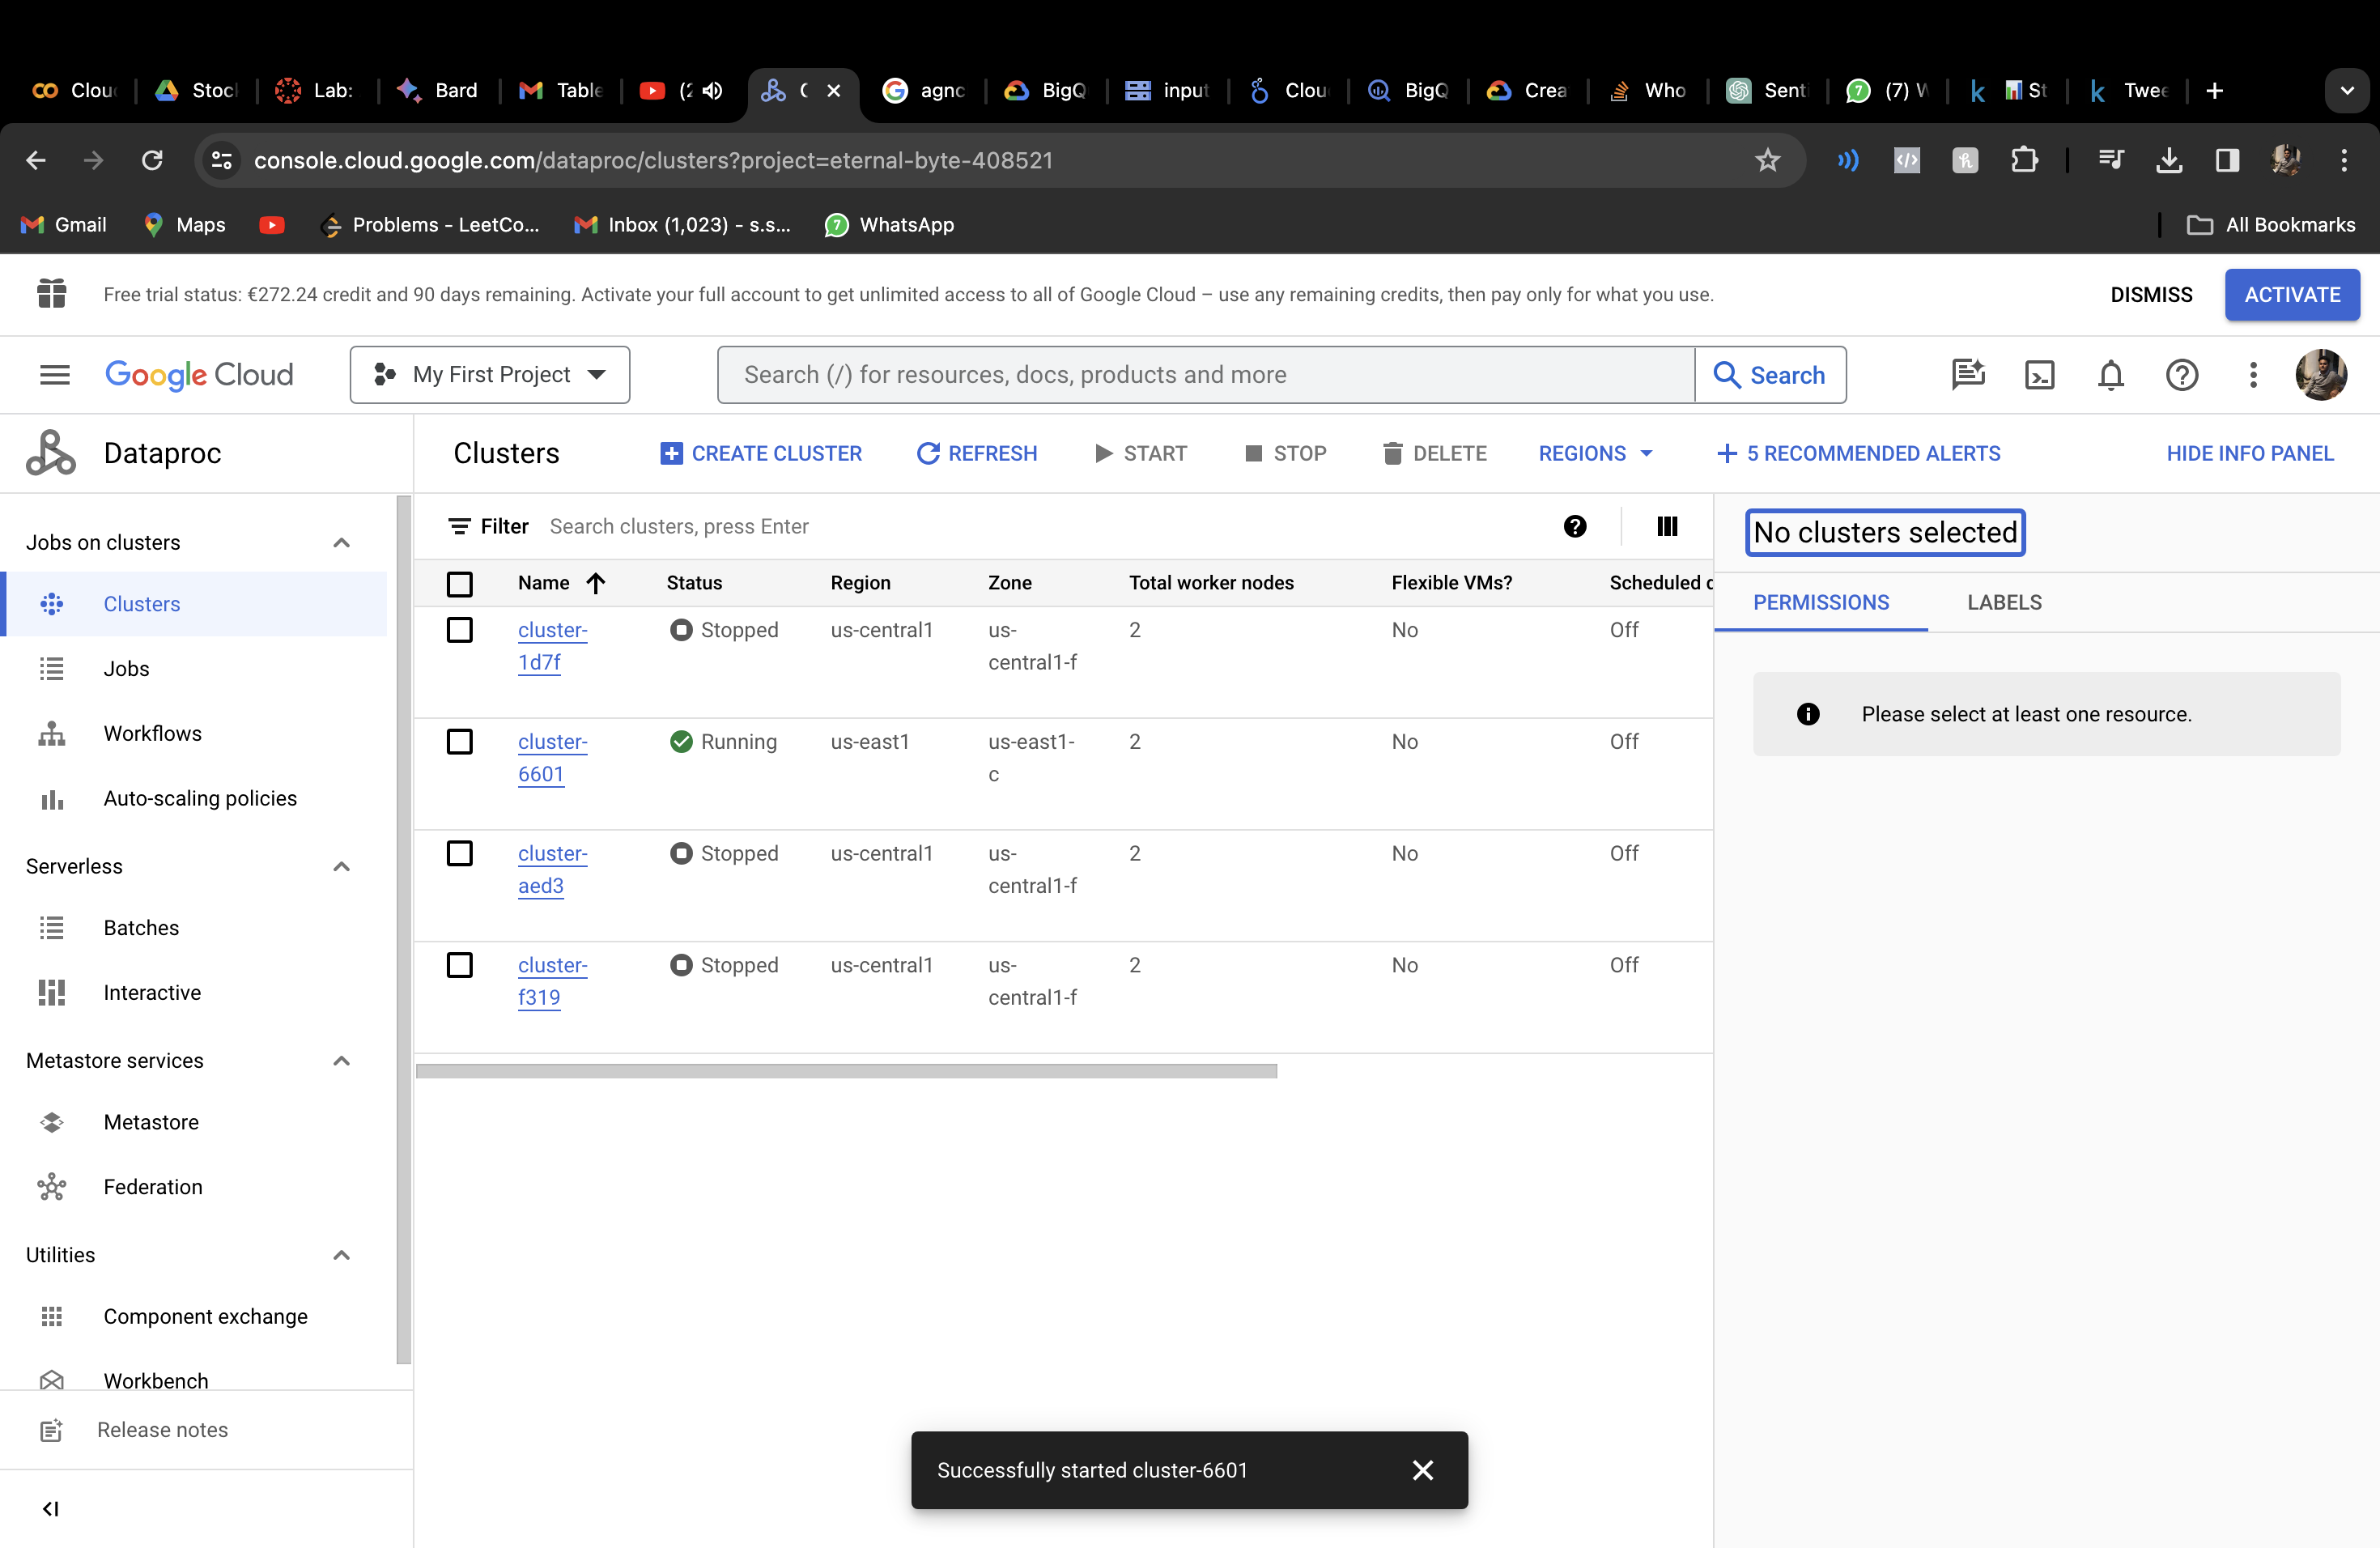 Clou
Stoc
Lab:
Bard
Table
(2
agnc
BigQ
input
Clou
BigQ
Crea
Who
Senti
(7) W
St
Twee
console.cloud.google.com/dataproc/clusters?project=eternal-byte-408521
Gmail
Maps
Problems - LeetCo...
Inbox (1,023) - s.s...
WhatsApp
All Bookmarks
Free trial status: €272.24 credit and 90 days remaining. Activate your full account to get unlimited access to all of Google Cloud – use any remaining credits, then pay only for what you use.
DISMISS
ACTIVATE
Google Cloud
My First Project
Search (/) for resources, docs, products and more
Search
Dataproc
Clusters
CREATE CLUSTER
REFRESH
START
STOP
DELETE
REGIONS
5 RECOMMENDED ALERTS
HIDE INFO PANEL
Jobs on clusters
Clusters
Jobs
Workflows
Auto-scaling policies
Serverless
Batches
Interactive
Metastore services
Metastore
Federation
Utilities
Component exchange
Workbench
Release notes
Filter Search clusters, press Enter
Name Status Region Zone Total worker nodes Flexible VMs? Scheduled d
cluster- Stopped us-central1 us- 2 No Off
1d7f central1-f
cluster- Running us-east1 us-east1- 2 No Off
6601 c
cluster- Stopped us-central1 us- 2 No Off
aed3 central1-f
cluster- Stopped us-central1 us- 2 No Off
f319 central1-f
No clusters selected
PERMISSIONS
LABELS
Please select at least one resource.
Successfully started cluster-6601